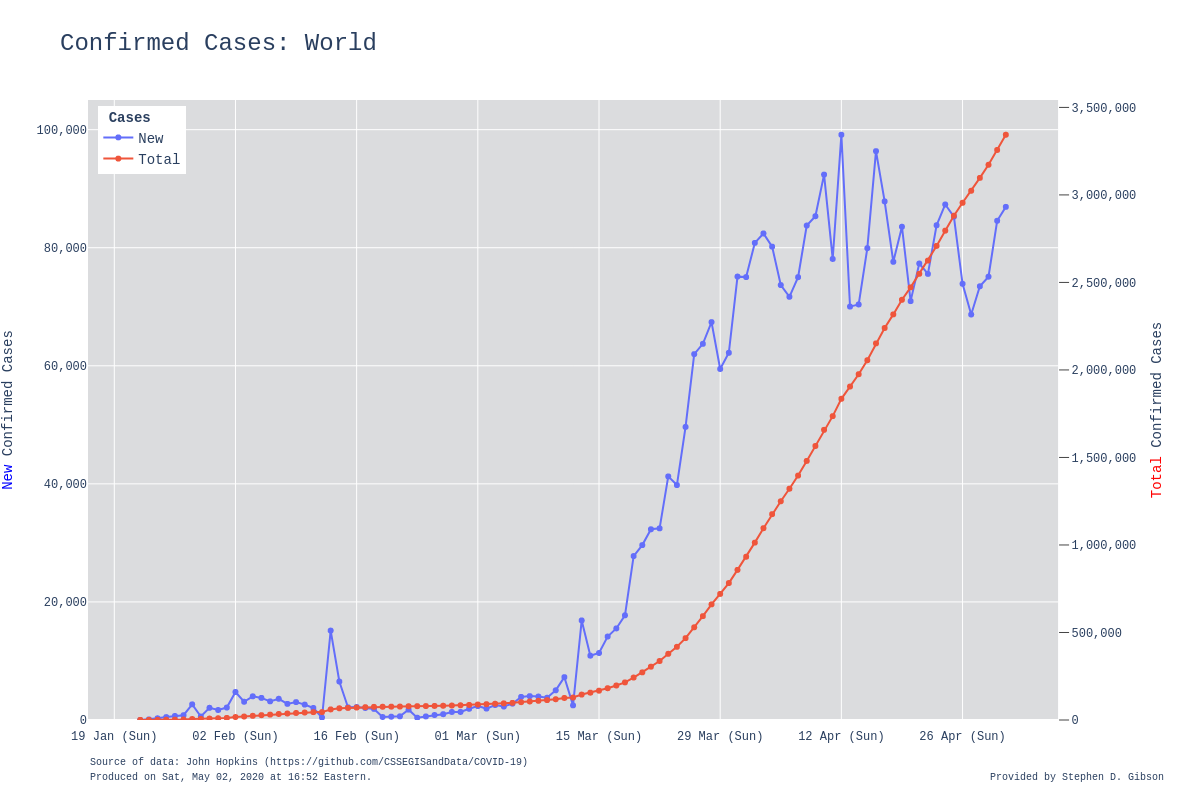 Confirmed Cases: World
Cases
New
Total
100,000
80,000
60,000
40,000
20,000
0
New Confirmed Cases
3,500,000
3,000,000
2,500,000
2,000,000
1,500,000
1,000,000
500,000
0
Total Confirmed Cases
19 Jan (Sun) 02 Feb (Sun) 16 Feb (Sun) 01 Mar (Sun) 15 Mar (Sun) 29 Mar (Sun) 12 Apr (Sun) 26 Apr (Sun)
Source of data: John Hopkins (https://github.com/CSSEGISandData/COVID-19)
Produced on Sat, May 02, 2020 at 16:52 Eastern.
Provided by Stephen D. Gibson